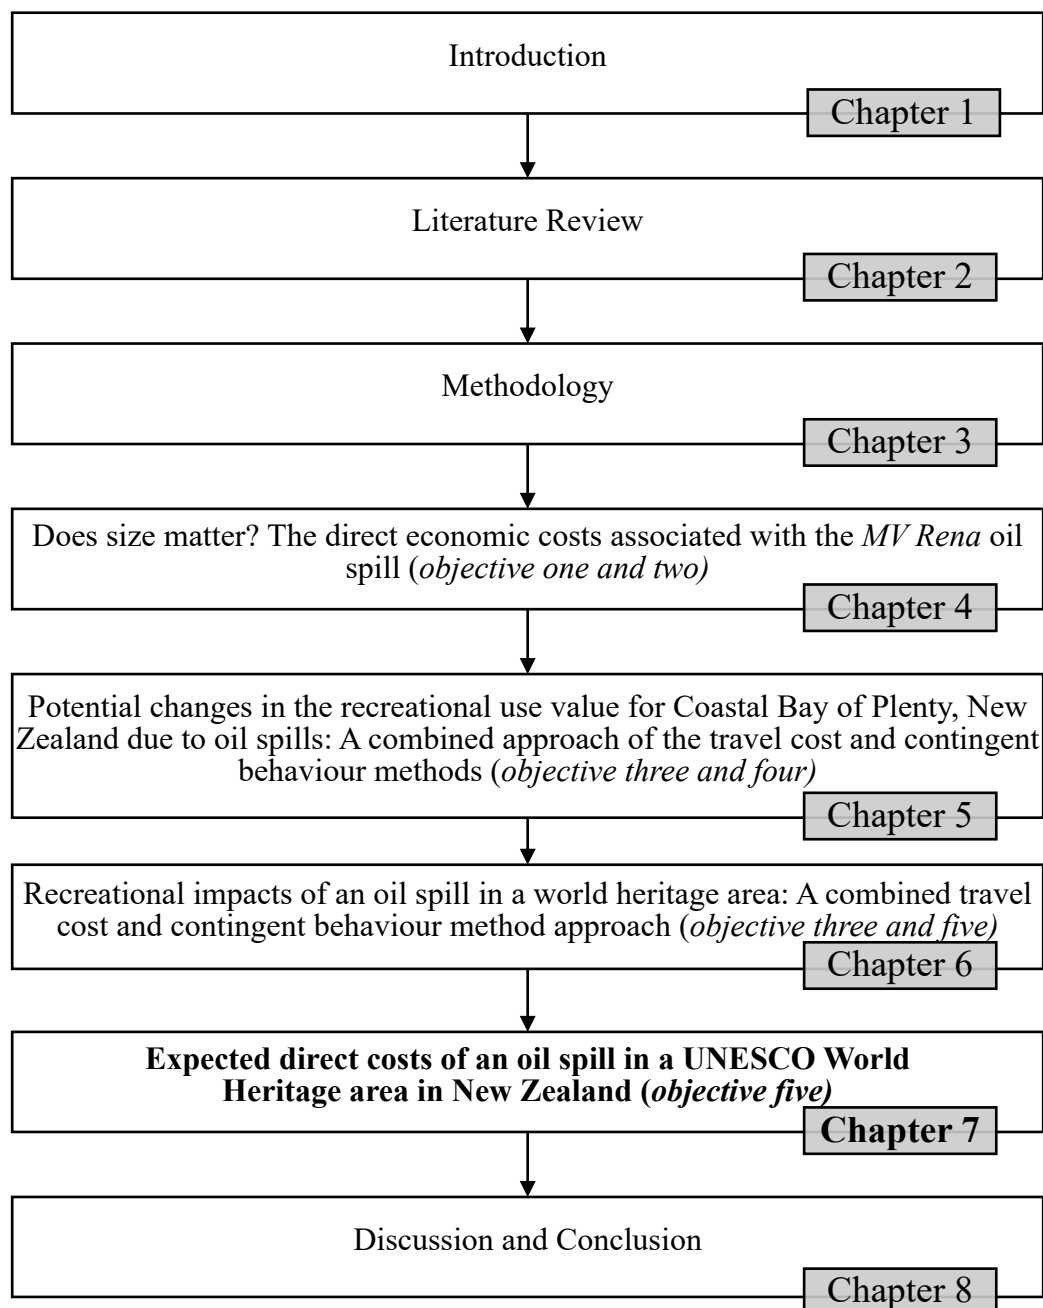 Introduction
Chapter 1
Literature Review
Chapter 2
Methodology
Chapter 3
Does size matter? The direct economic costs associated with the MV Rena oil
spill (objective one and two)
Chapter 4
Potential changes in the recreational use value for Coastal Bay of Plenty, New
Zealand due to oil spills: A combined approach of the travel cost and contingent
behaviour methods (objective three and four)
Chapter 5
Recreational impacts of an oil spill in a world heritage area: A combined travel
cost and contingent behaviour method approach (objective three and five)
Chapter 6
Expected direct costs of an oil spill in a UNESCO World
Heritage area in New Zealand (objective five)
Chapter 7
Discussion and Conclusion
Chapter 8